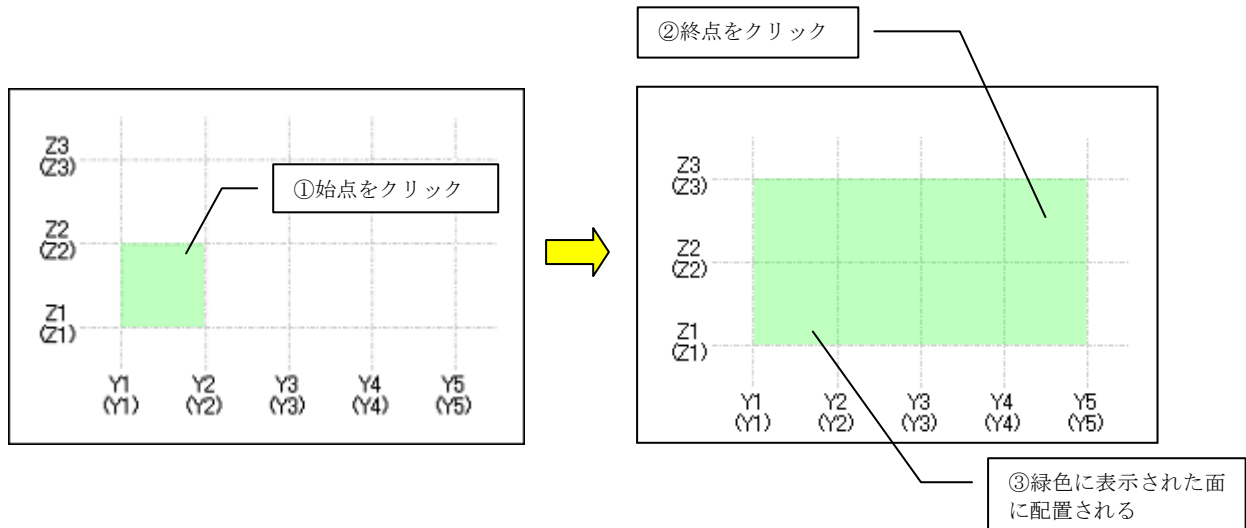 ②終点をクリック
Z3
(Z3)
①始点をクリック
Z2
(Z2)
Z1
(Z1)
Y1 Y2 Y3 Y4 Y5
(Y1) (Y2) (Y3) (Y4) (Y5)
Z3
(Z3)
Z2
(Z2)
Z1
(Z1)
Y1 Y2 Y3 Y4 Y5
(Y1) (Y2) (Y3) (Y4) (Y5)
③緑色に表示された面
に配置される